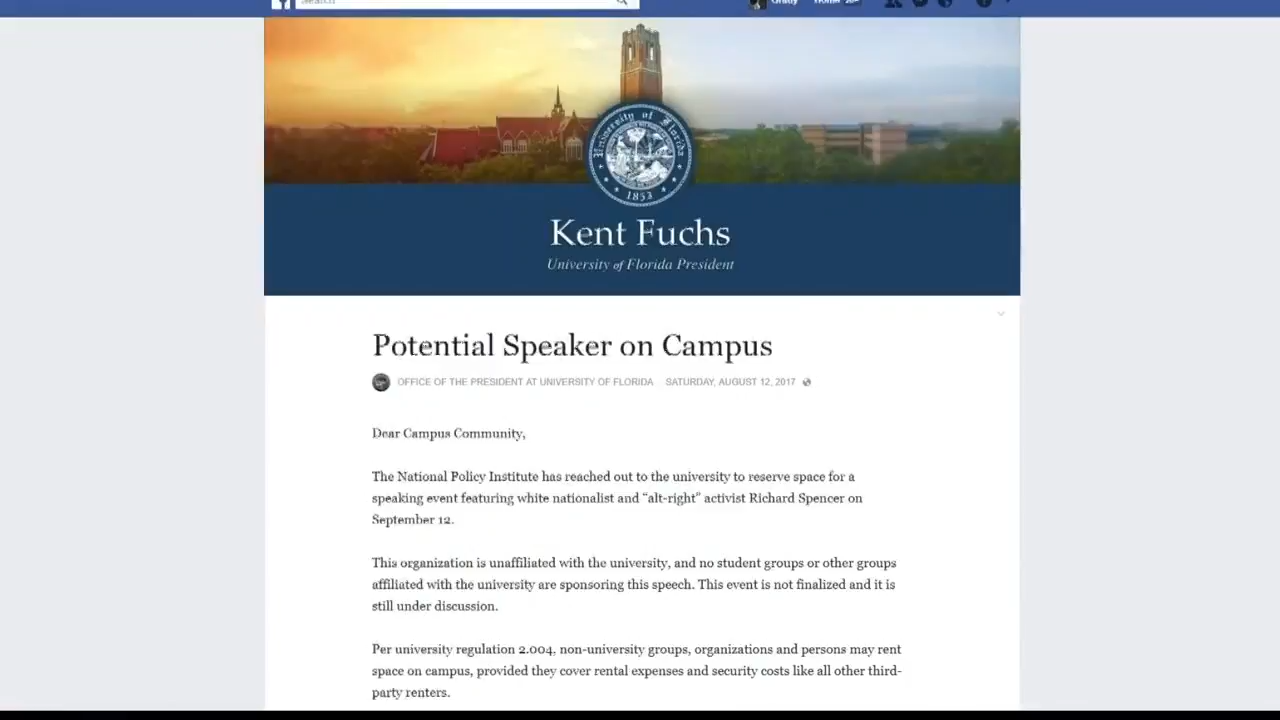 University of Florida
1853
Kent Fuchs
University of Florida President
Potential Speaker on Campus
OFFICE OF THE PRESIDENT AT UNIVERSITY OF FLORIDA SATURDAY, AUGUST 12, 2017
Dear Campus Community,
The National Policy Institute has reached out to the university to reserve space for a
speaking event featuring white nationalist and “alt-right” activist Richard Spencer on
September 12.
This organization is unaffiliated with the university, and no student groups or other groups
affiliated with the university are sponsoring this speech. This event is not finalized and it is
still under discussion.
Per university regulation 2.004, non-university groups, organizations and persons may rent
space on campus, provided they cover rental expenses and security costs like all other third-
party renters.